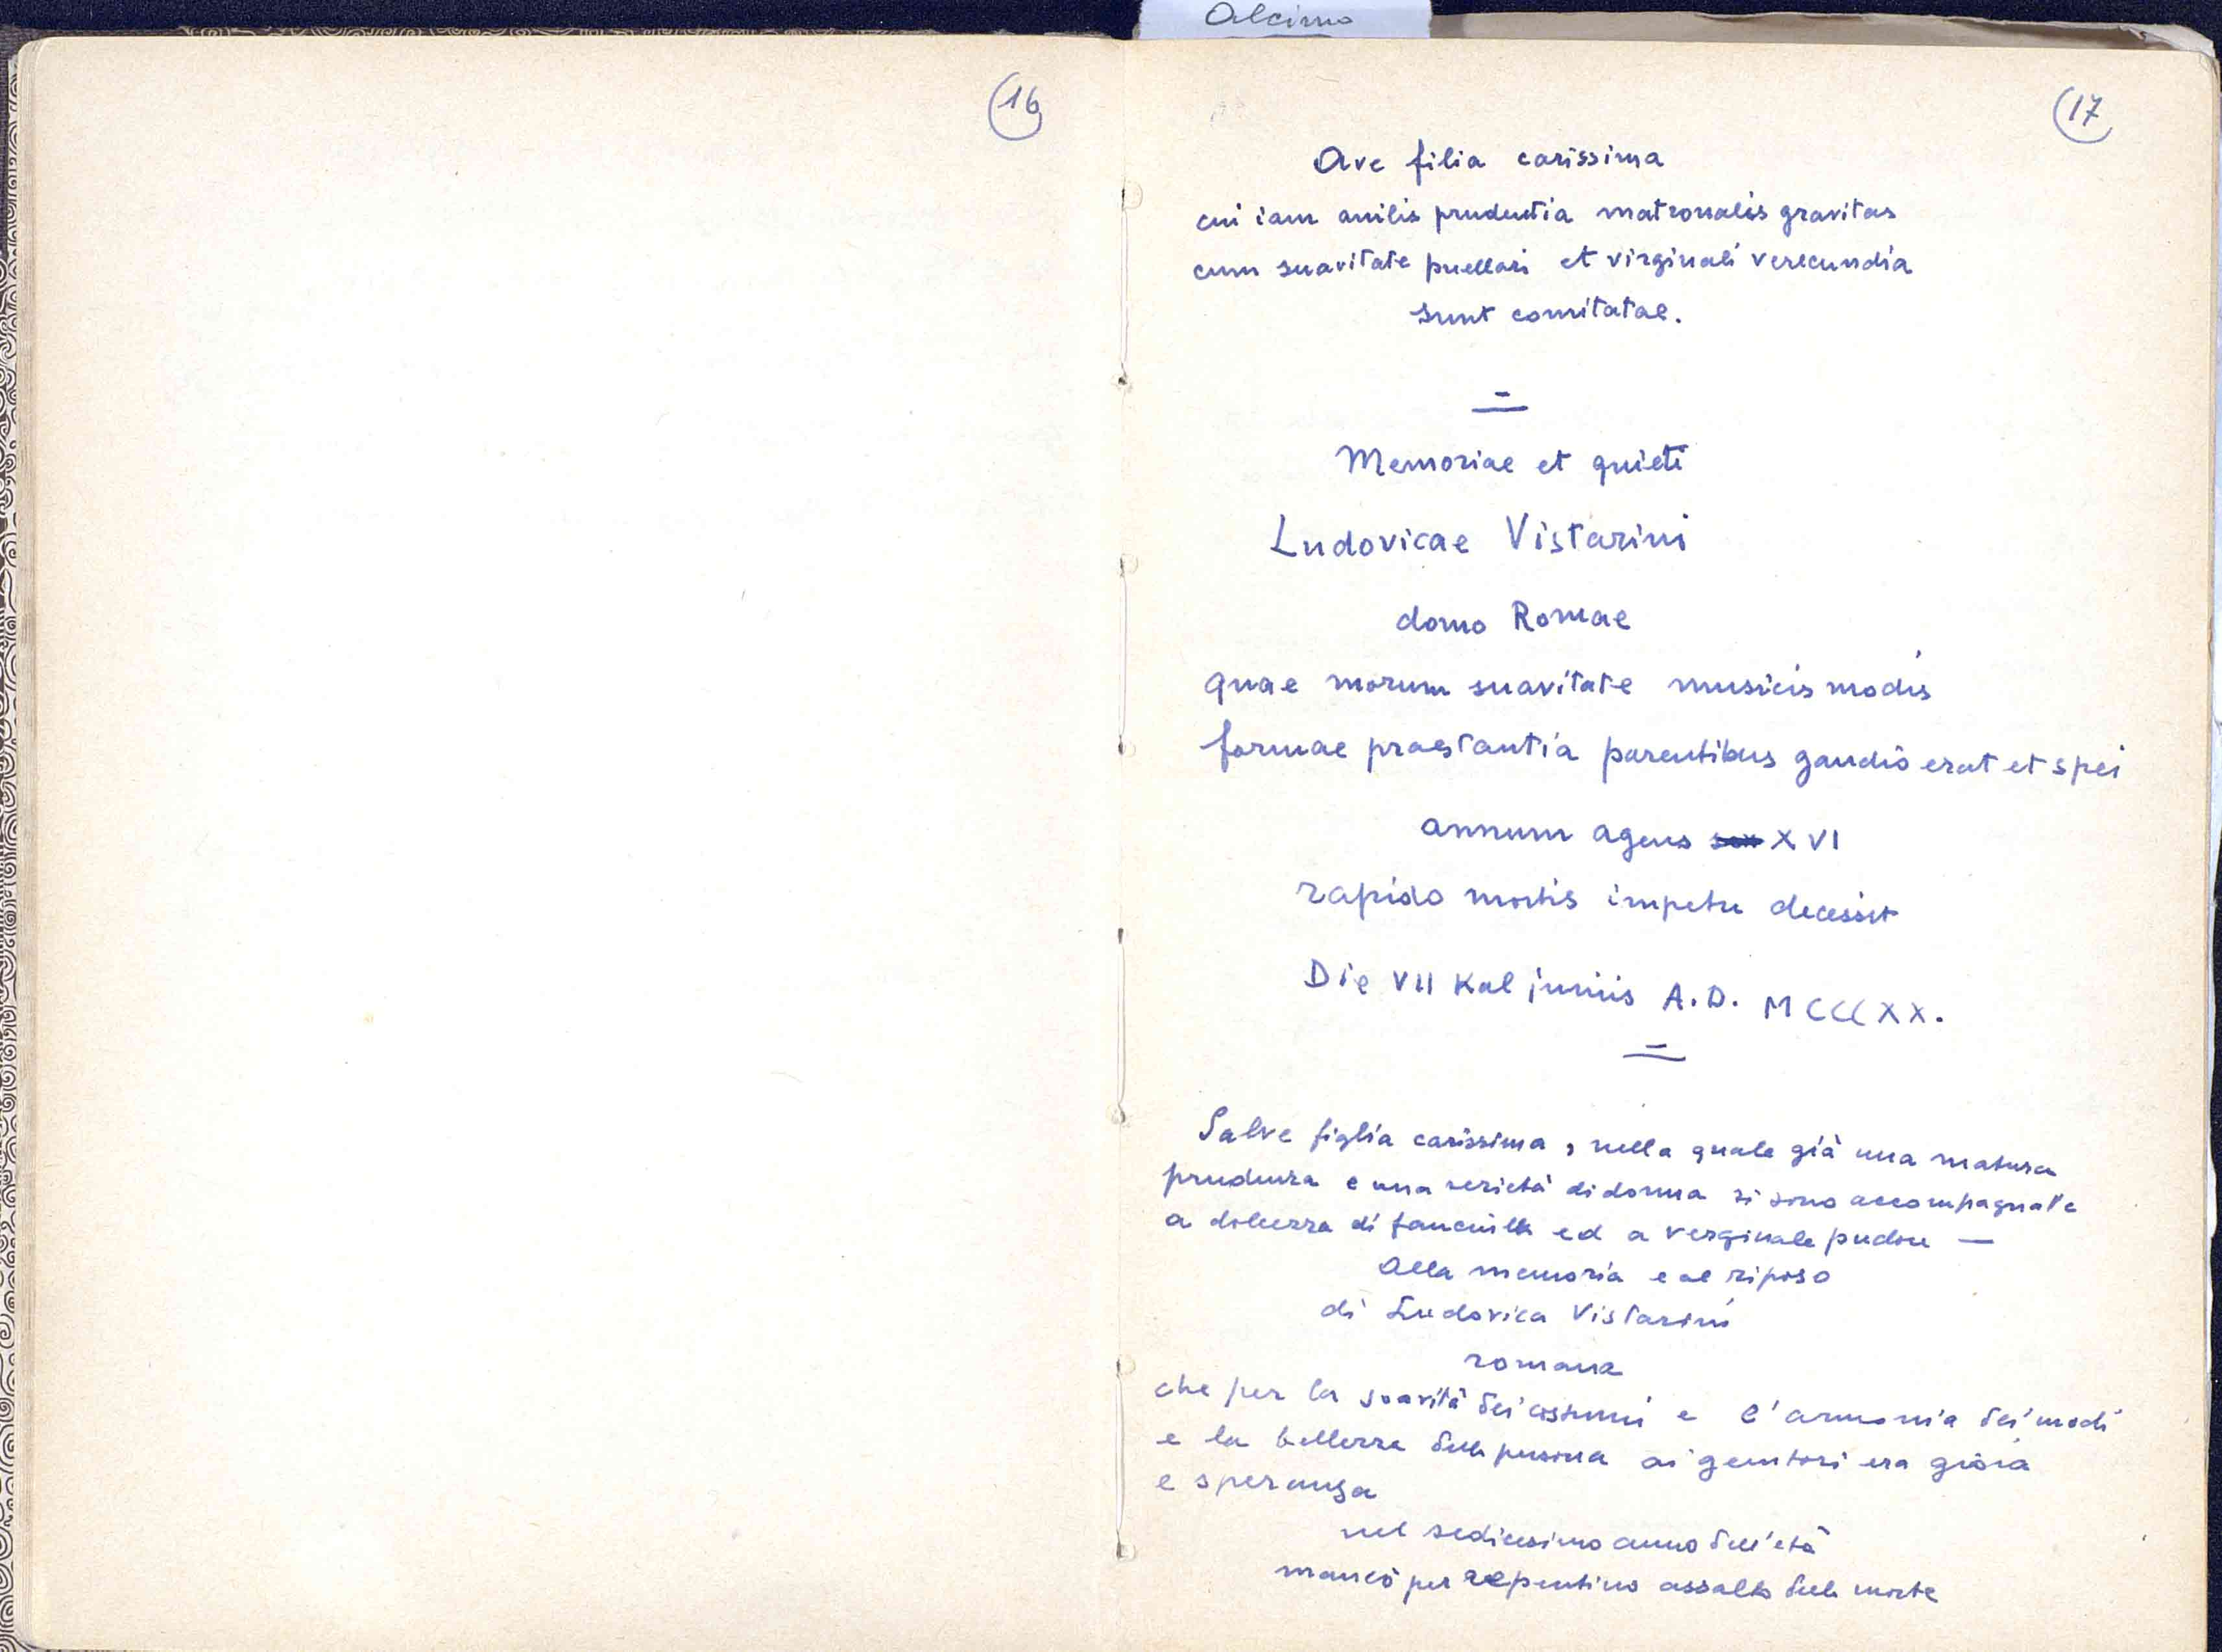 Alcimo
16
17
Ave filia carissima
cui iam anilis prudentia matronalis gravitas
cum suavitate puellari et virginali verecundia
sunt comitatae.
Memoriae et quieti
Ludovicae Vistarini
domo Romae
quae morum suavitate musicis modis
formae praestantia parentibus gaudio erat et spei
annum agens XVI
rapido mortis impetu decessit
Die VII Kal juniis A.D. MCCCXX.
Salve figlia carissima, nella quale già una matura
prudenza e una serietà di donna si sono accompagnate
a dolcezza di fanciulla ed a verginale pudore —
Alla memoria e al riposo
di Ludovica Vistarini
romana
che per la soavità dei costumi e l'armonia dei modi
e la bellezza della persona ai genitori era gioia
e speranza
nel sedicesimo anno dell'età
mancò per repentino assalto della morte